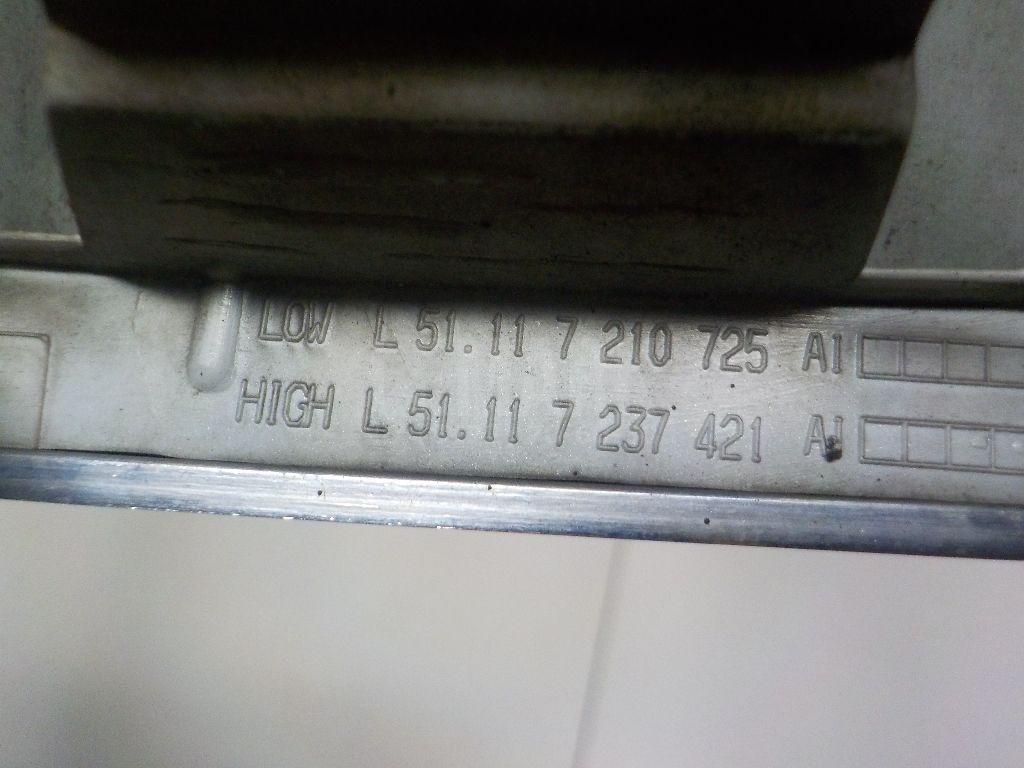 LOW L 51.11 7 210 725 A1
HIGH L 51.11 7 237 421 A1